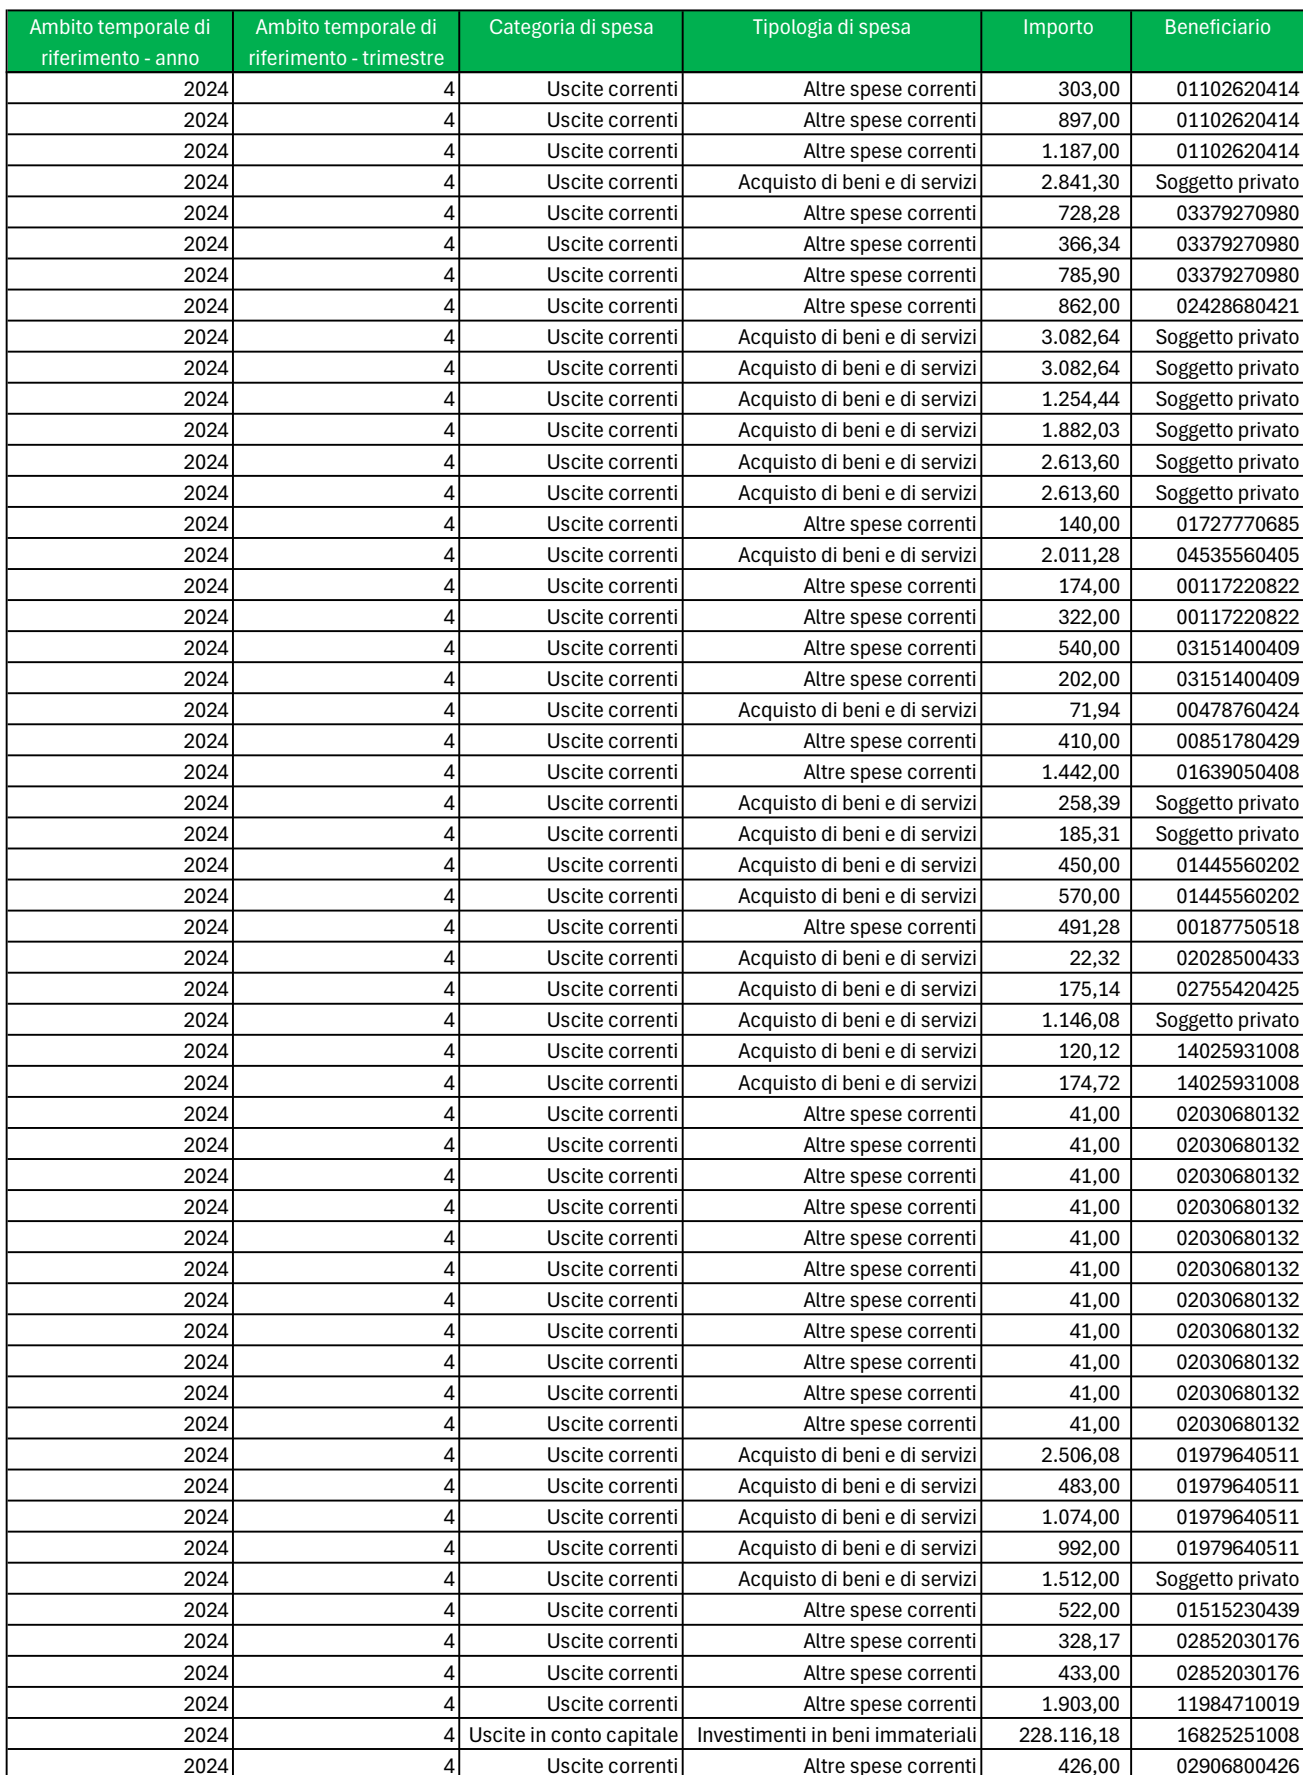 Ambito temporale di riferimento - anno Ambito temporale di riferimento - trimestre Categoria di spesa Tipologia di spesa Importo Beneficiario
2024 4 Uscite correnti Altre spese correnti 303,00 01102620414
2024 4 Uscite correnti Altre spese correnti 897,00 01102620414
2024 4 Uscite correnti Altre spese correnti 1.187,00 01102620414
2024 4 Uscite correnti Acquisto di beni e di servizi 2.841,30 Soggetto privato
2024 4 Uscite correnti Altre spese correnti 728,28 03379270980
2024 4 Uscite correnti Altre spese correnti 366,34 03379270980
2024 4 Uscite correnti Altre spese correnti 785,90 03379270980
2024 4 Uscite correnti Altre spese correnti 862,00 02428680421
2024 4 Uscite correnti Acquisto di beni e di servizi 3.082,64 Soggetto privato
2024 4 Uscite correnti Acquisto di beni e di servizi 3.082,64 Soggetto privato
2024 4 Uscite correnti Acquisto di beni e di servizi 1.254,44 Soggetto privato
2024 4 Uscite correnti Acquisto di beni e di servizi 1.882,03 Soggetto privato
2024 4 Uscite correnti Acquisto di beni e di servizi 2.613,60 Soggetto privato
2024 4 Uscite correnti Acquisto di beni e di servizi 2.613,60 Soggetto privato
2024 4 Uscite correnti Altre spese correnti 140,00 01727770685
2024 4 Uscite correnti Acquisto di beni e di servizi 2.011,28 04535560405
2024 4 Uscite correnti Altre spese correnti 174,00 00117220822
2024 4 Uscite correnti Altre spese correnti 322,00 00117220822
2024 4 Uscite correnti Altre spese correnti 540,00 03151400409
2024 4 Uscite correnti Altre spese correnti 202,00 03151400409
2024 4 Uscite correnti Acquisto di beni e di servizi 71,94 00478760424
2024 4 Uscite correnti Altre spese correnti 410,00 00851780429
2024 4 Uscite correnti Altre spese correnti 1.442,00 01639050408
2024 4 Uscite correnti Acquisto di beni e di servizi 258,39 Soggetto privato
2024 4 Uscite correnti Acquisto di beni e di servizi 185,31 Soggetto privato
2024 4 Uscite correnti Acquisto di beni e di servizi 450,00 01445560202
2024 4 Uscite correnti Acquisto di beni e di servizi 570,00 01445560202
2024 4 Uscite correnti Altre spese correnti 491,28 00187750518
2024 4 Uscite correnti Acquisto di beni e di servizi 22,32 02028500433
2024 4 Uscite correnti Acquisto di beni e di servizi 175,14 02755420425
2024 4 Uscite correnti Acquisto di beni e di servizi 1.146,08 Soggetto privato
2024 4 Uscite correnti Acquisto di beni e di servizi 120,12 14025931008
2024 4 Uscite correnti Acquisto di beni e di servizi 174,72 14025931008
2024 4 Uscite correnti Altre spese correnti 41,00 02030680132
2024 4 Uscite correnti Altre spese correnti 41,00 02030680132
2024 4 Uscite correnti Altre spese correnti 41,00 02030680132
2024 4 Uscite correnti Altre spese correnti 41,00 02030680132
2024 4 Uscite correnti Altre spese correnti 41,00 02030680132
2024 4 Uscite correnti Altre spese correnti 41,00 02030680132
2024 4 Uscite correnti Altre spese correnti 41,00 02030680132
2024 4 Uscite correnti Altre spese correnti 41,00 02030680132
2024 4 Uscite correnti Altre spese correnti 41,00 02030680132
2024 4 Uscite correnti Altre spese correnti 41,00 02030680132
2024 4 Uscite correnti Altre spese correnti 41,00 02030680132
2024 4 Uscite correnti Acquisto di beni e di servizi 2.506,08 01979640511
2024 4 Uscite correnti Acquisto di beni e di servizi 483,00 01979640511
2024 4 Uscite correnti Acquisto di beni e di servizi 1.074,00 01979640511
2024 4 Uscite correnti Acquisto di beni e di servizi 992,00 01979640511
2024 4 Uscite correnti Acquisto di beni e di servizi 1.512,00 Soggetto privato
2024 4 Uscite correnti Altre spese correnti 522,00 01515230439
2024 4 Uscite correnti Altre spese correnti 328,17 02852030176
2024 4 Uscite correnti Altre spese correnti 433,00 02852030176
2024 4 Uscite correnti Altre spese correnti 1.903,00 11984710019
2024 4 Uscite in conto capitale Investimenti in beni immateriali 228.116,18 16825251008
2024 4 Uscite correnti Altre spese correnti 426,00 02906800426